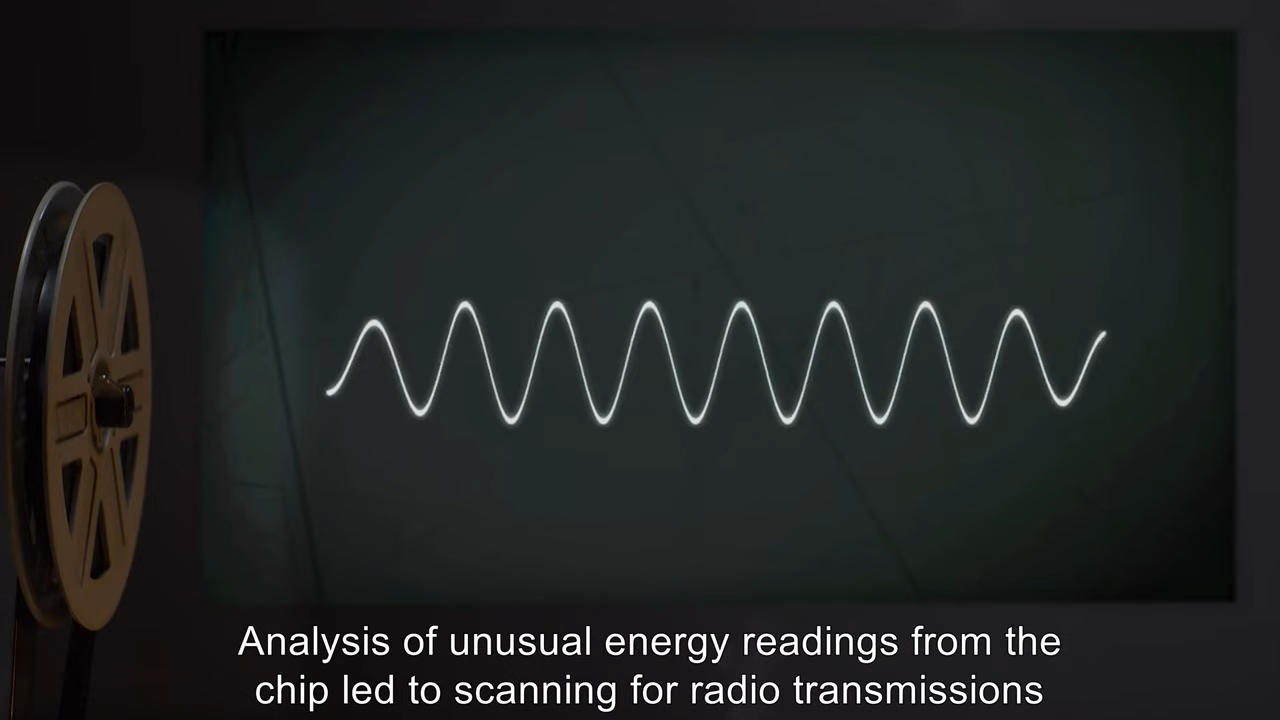 Analysis of unusual energy readings from the
chip led to scanning for radio transmissions